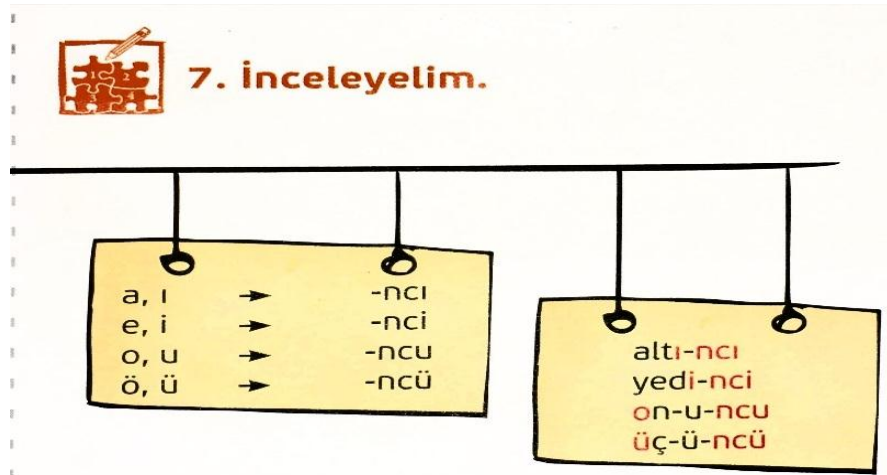 7. İnceleyelim.
a, ı → -ncı
e, i → -nci
o, u → -ncu
ö, ü → -ncü
altı-ncı
yedi-nci
on-u-ncu
üç-ü-ncü